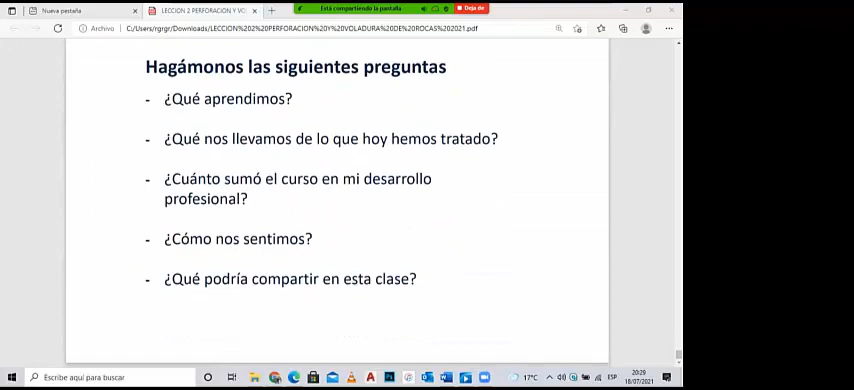 Nueva pestaña
LECCION 2 PERFORACION Y VO
Está compartiendo la pantalla
Deja de
Archivo
C:/Users/rgrgr/Downloads/LECCION%202%20PERFORACION%20Y%20VOLADURA%20DE%20ROCAS%202021.pdf
Hagámonos las siguientes preguntas
- ¿Qué aprendimos?
- ¿Qué nos llevamos de lo que hoy hemos tratado?
- ¿Cuánto sumó el curso en mi desarrollo
profesional?
- ¿Cómo nos sentimos?
- ¿Qué podría compartir en esta clase?
Escribe aquí para buscar
17°C
ESP
20:29
18/07/2021